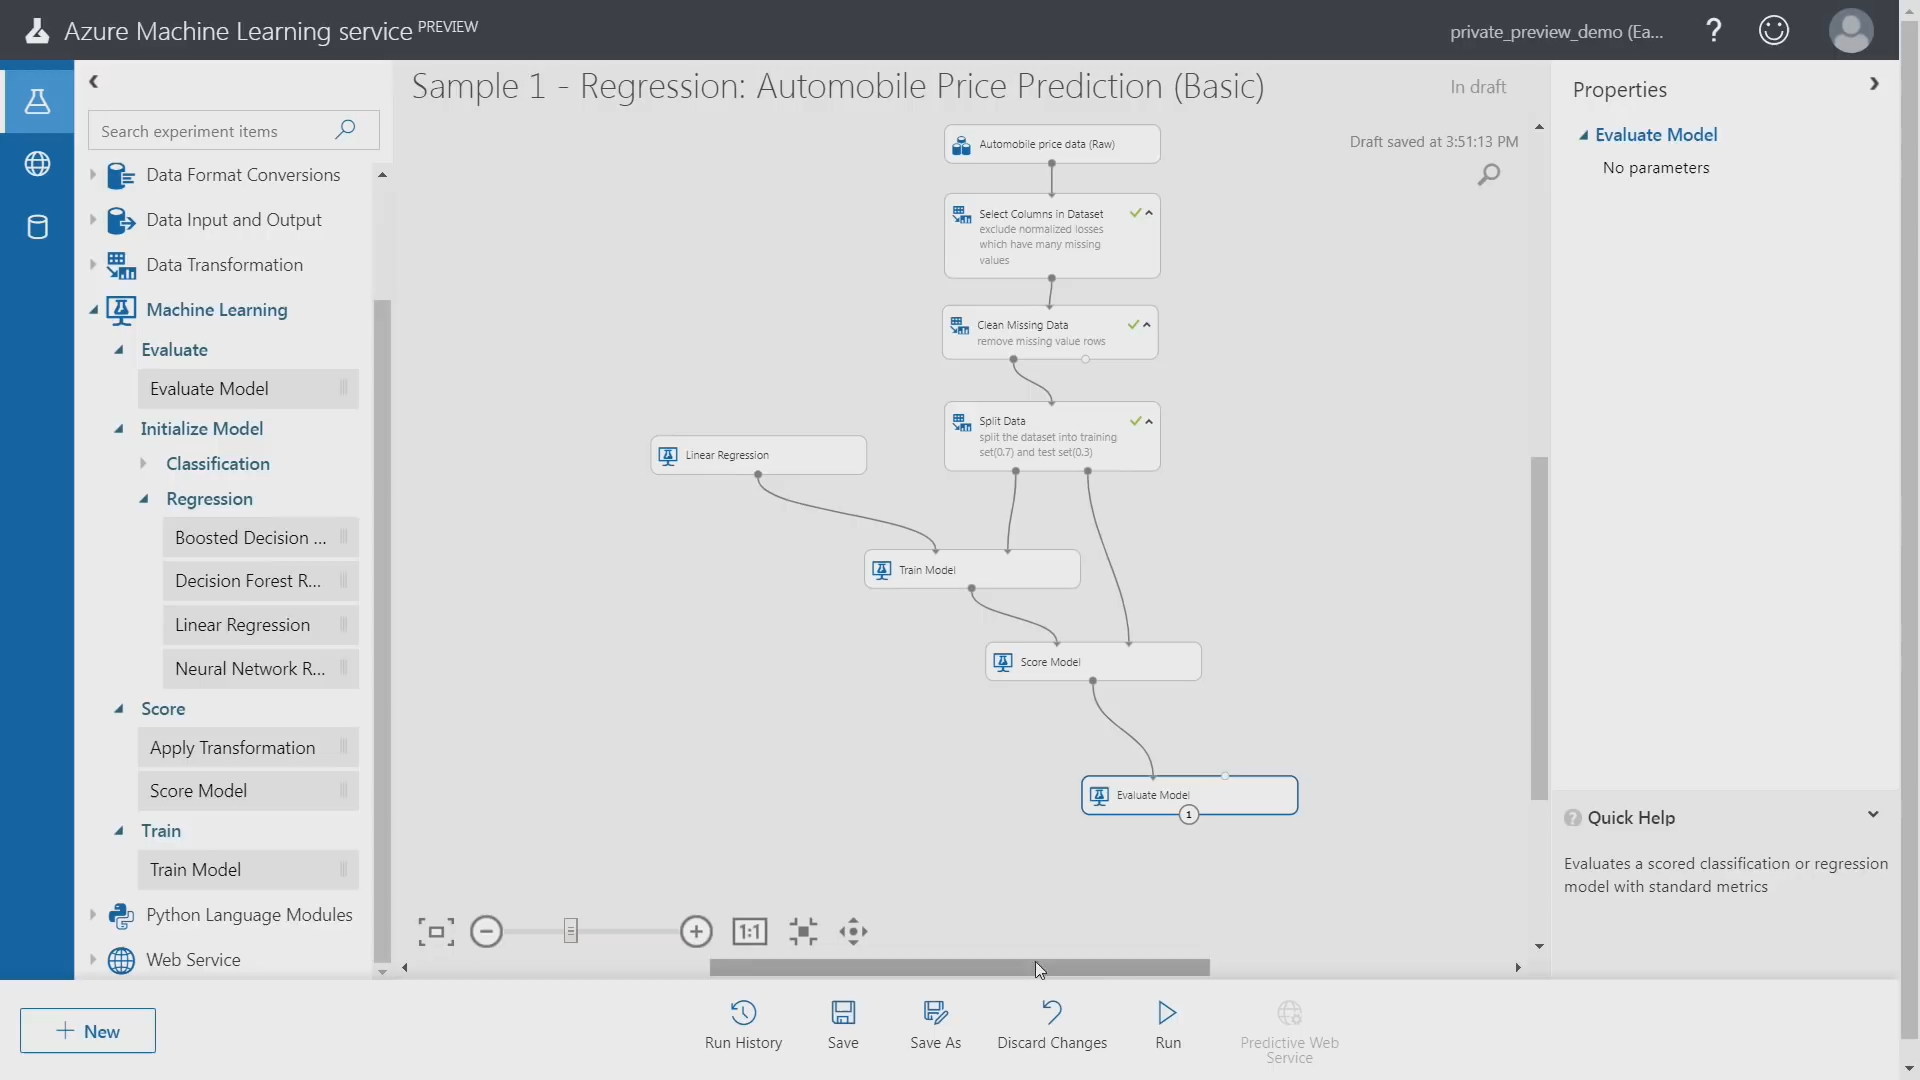 Azure Machine Learning service PREVIEW
private_preview_demo (Ea...
?
Search experiment items
Data Format Conversions
Data Input and Output
Data Transformation
Machine Learning
Evaluate
Evaluate Model
Initialize Model
Classification
Regression
Boosted Decision ...
Decision Forest R...
Linear Regression
Neural Network R...
Score
Apply Transformation
Score Model
Train
Train Model
Python Language Modules
Web Service
Sample 1 - Regression: Automobile Price Prediction (Basic)
In draft
Draft saved at 3:51:13 PM
Automobile price data (Raw)
Select Columns in Dataset
exclude normalized losses
which have many missing
values
Clean Missing Data
remove missing value rows
Split Data
split the dataset into training
set(0.7) and test set(0.3)
Linear Regression
Train Model
Score Model
Evaluate Model
1
1:1
Properties
Evaluate Model
No parameters
? Quick Help
Evaluates a scored classification or regression
model with standard metrics
+ New
Run History
Save
Save As
Discard Changes
Run
Predictive Web
Service